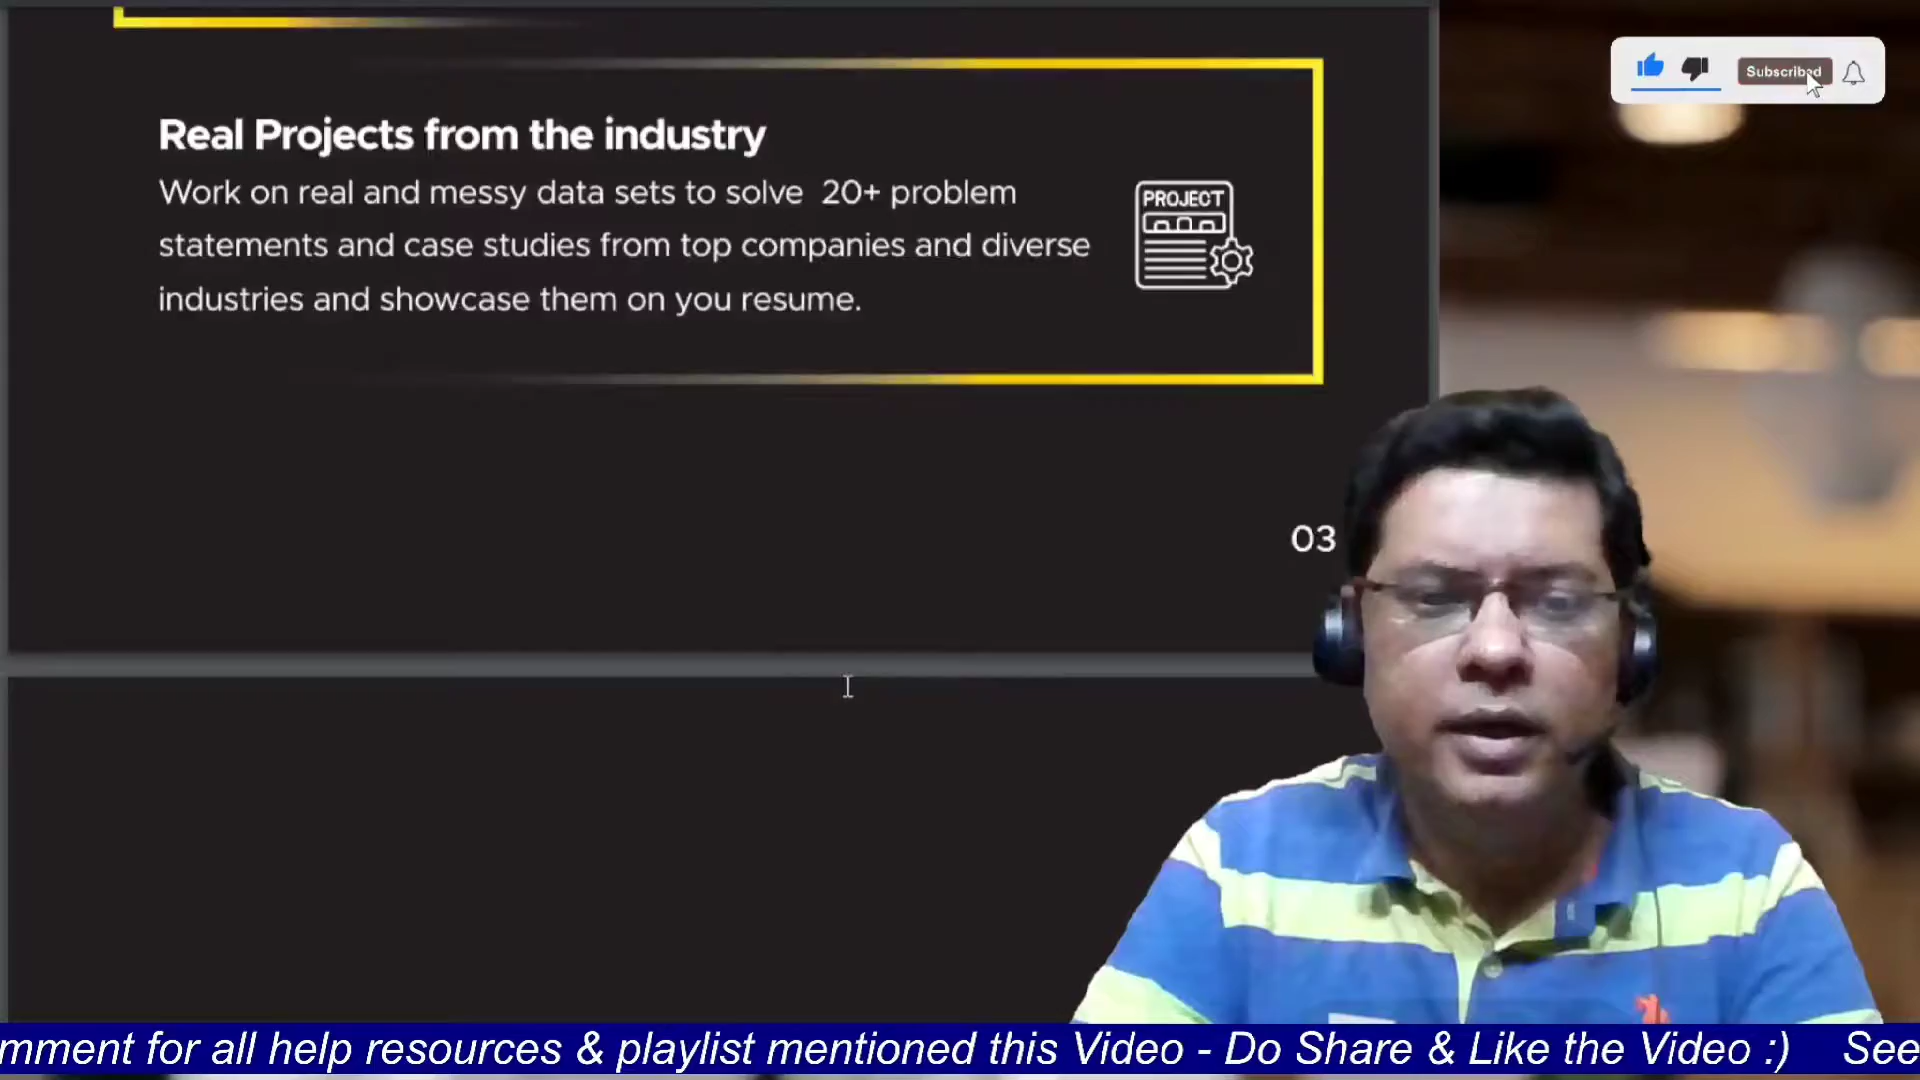 Subscribed
Real Projects from the industry
Work on real and messy data sets to solve 20+ problem
statements and case studies from top companies and diverse
industries and showcase them on you resume.
PROJECT
03
mment for all help resources & playlist mentioned this Video - Do Share & Like the Video :) See